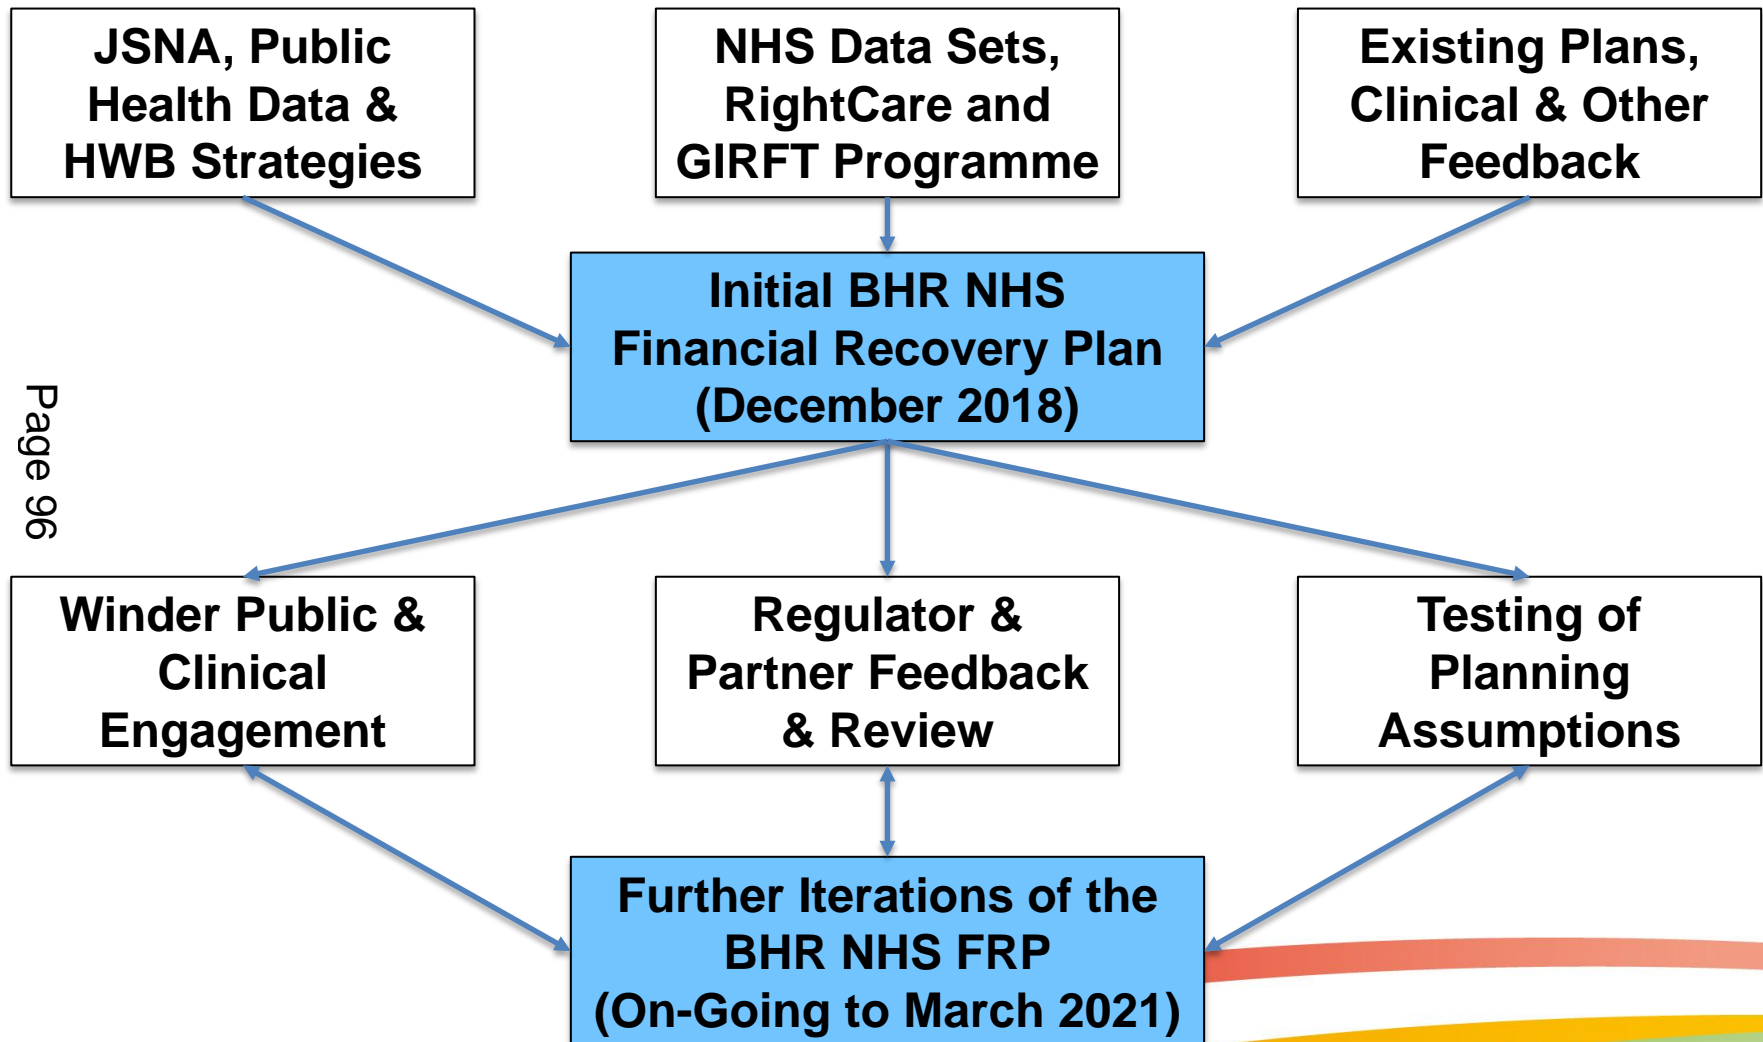 JSNA, Public
Health Data &
HWB Strategies
NHS Data Sets,
RightCare and
GIRFT Programme
Existing Plans,
Clinical & Other
Feedback
Initial BHR NHS
Financial Recovery Plan
(December 2018)
Page 96
Winder Public &
Clinical
Engagement
Regulator &
Partner Feedback
& Review
Testing of
Planning
Assumptions
Further Iterations of the
BHR NHS FRP
(On-Going to March 2021)